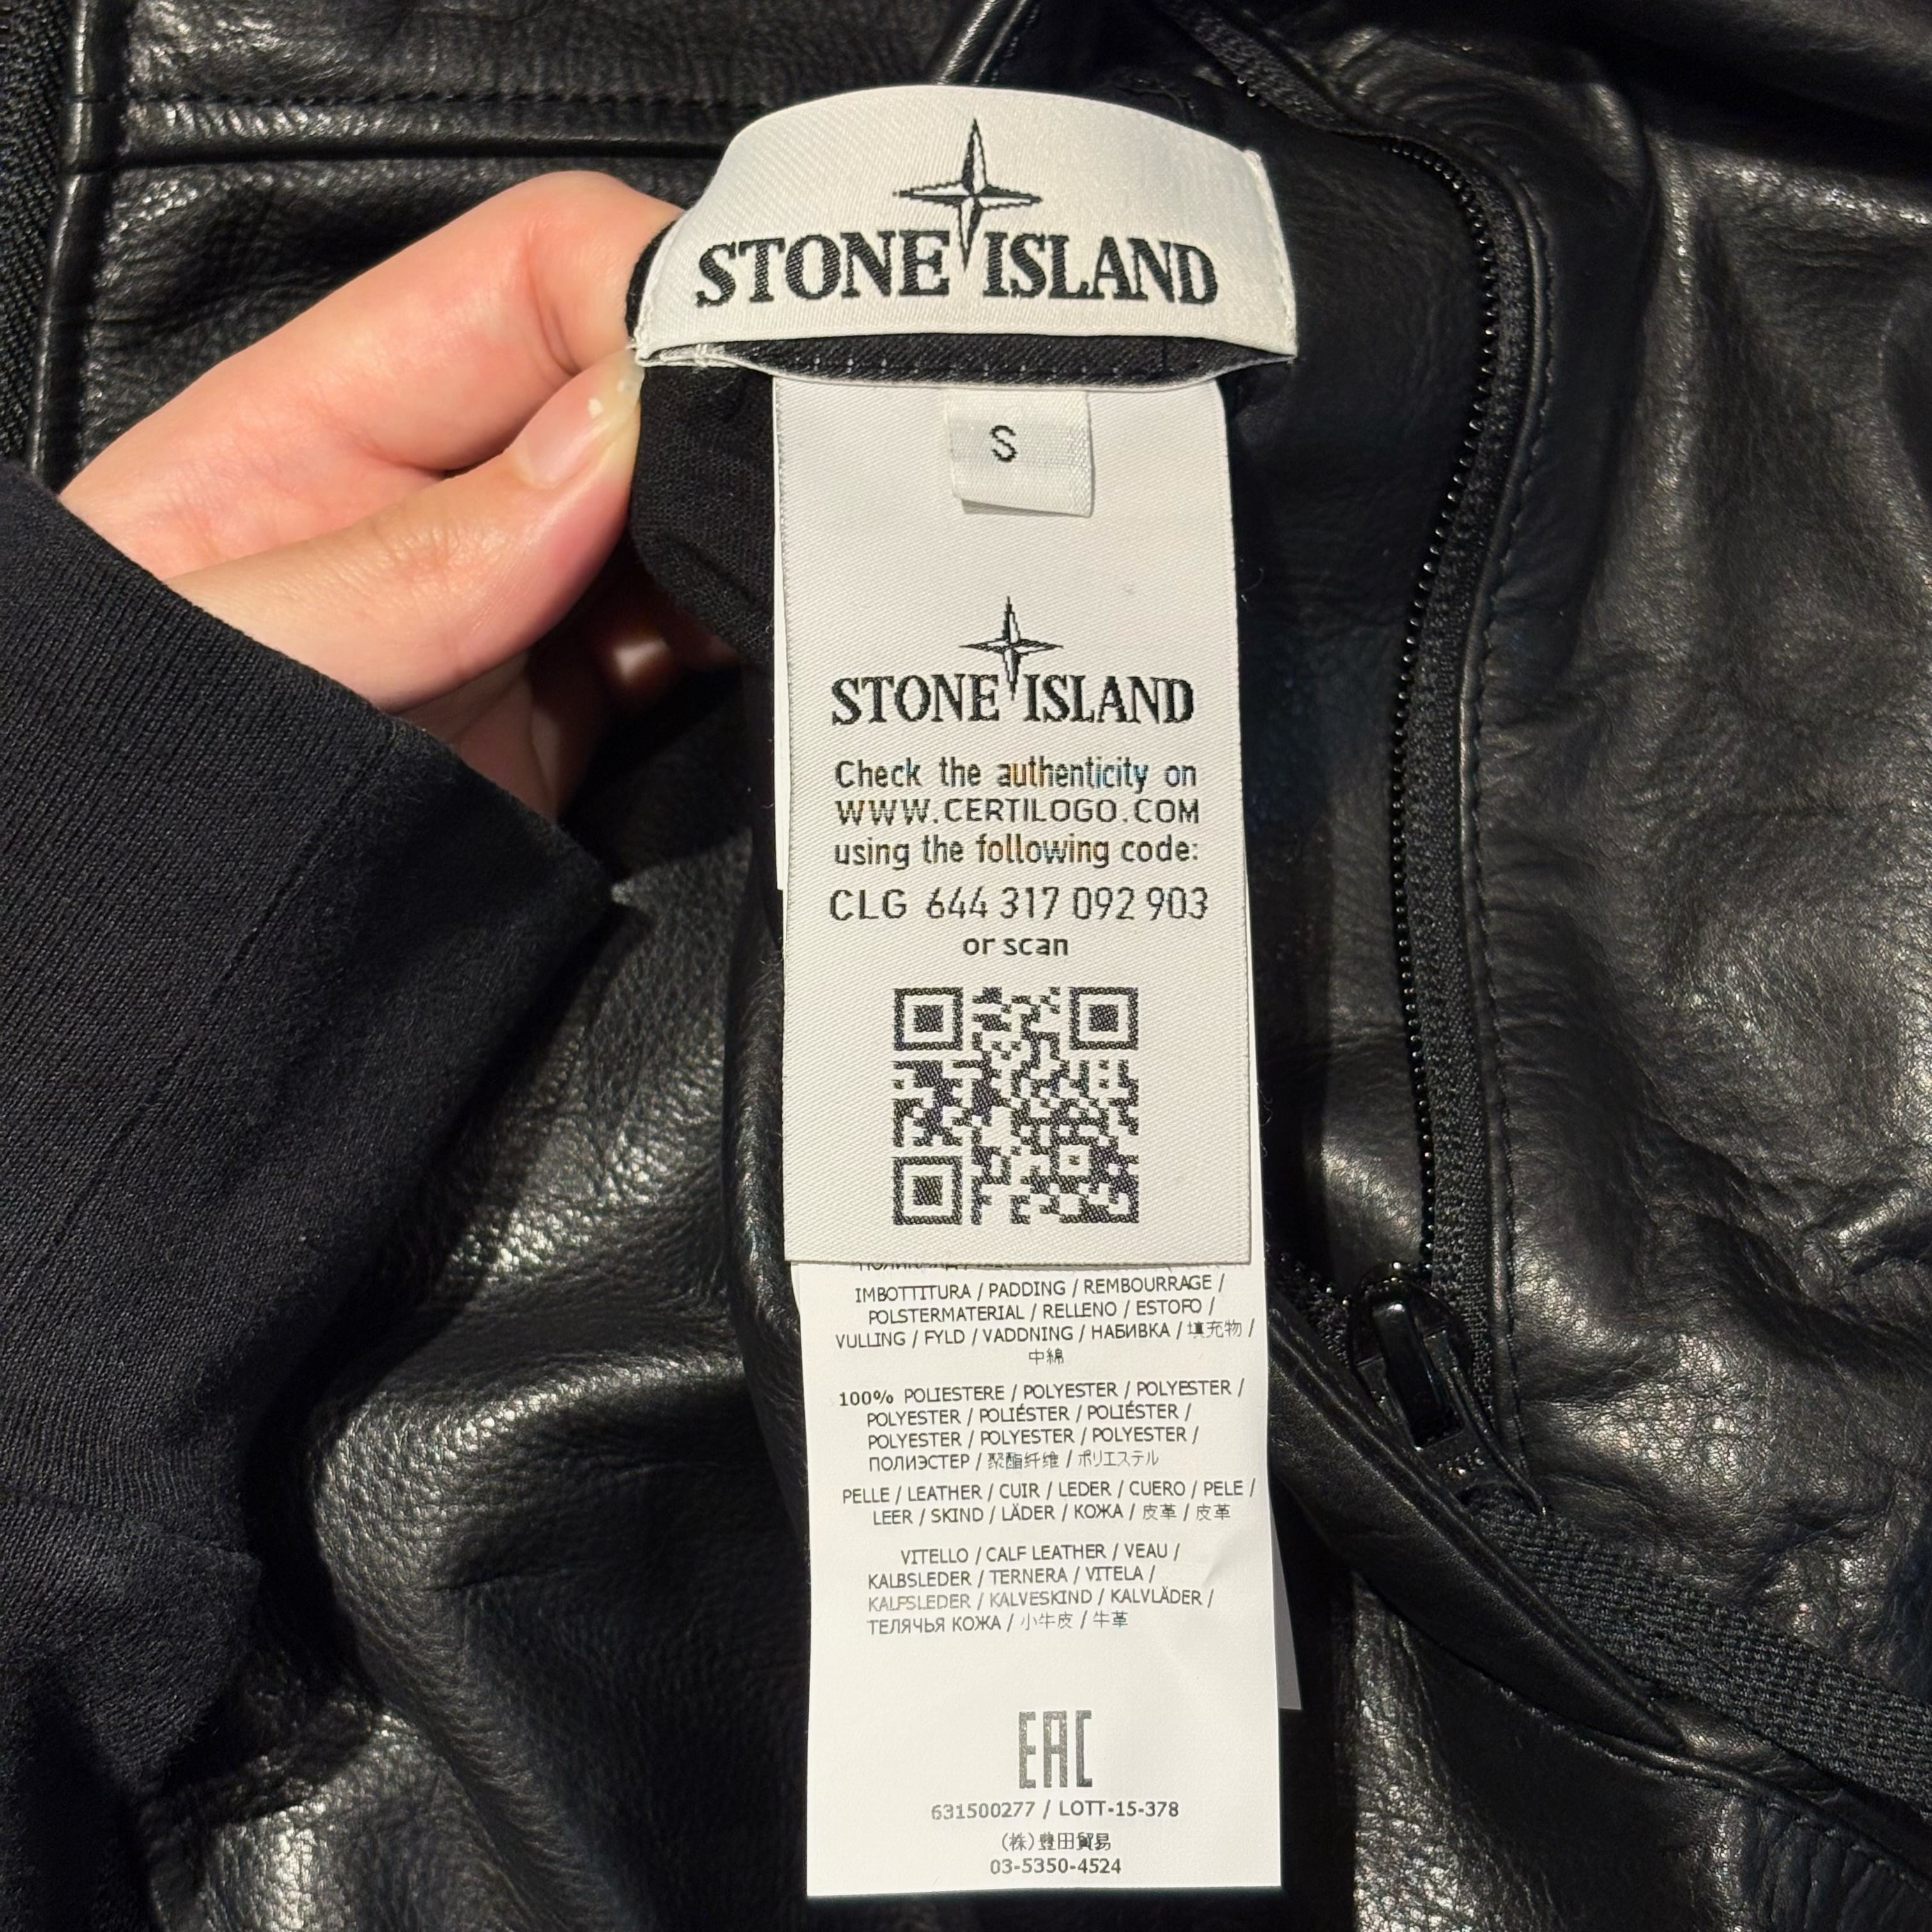 STONE ISLAND
S
STONE ISLAND
Check the authenticity on
WWW.CERTILOGO.COM
using the following code:
CLG 644 317 092 903
or scan
IMBOTTITURA / PADDING / REMBOURRAGE /
POLSTERMATERIAL / RELLENO / ESTOFO /
VULLING / FYLD / VADDNING / НАБИВКА / 填充物 /
中綿
100% POLIESTERE / POLYESTER / POLYESTER /
POLYESTER / POLIÉSTER / POLIÉSTER /
POLYESTER / POLYESTER / POLYESTER /
ПОЛИЭСТЕР / 聚酯纤维 / ポリエステル
PELLE / LEATHER / CUIR / LEDER / CUERO / PELE /
LEER / SKIND / LÄDER / КОЖА / 皮革 / 皮革
VITELLO / CALF LEATHER / VEAU /
KALBSLEDER / TERNERA / VITELA /
KALFSLEDER / KALVESKIND / KALVLÄDER /
ТЕЛЯЧЬЯ КОЖА / 小牛皮 / 牛革
EAC
631500277 / LOTT-15-378
(株)豊田貿易
03-5350-4524